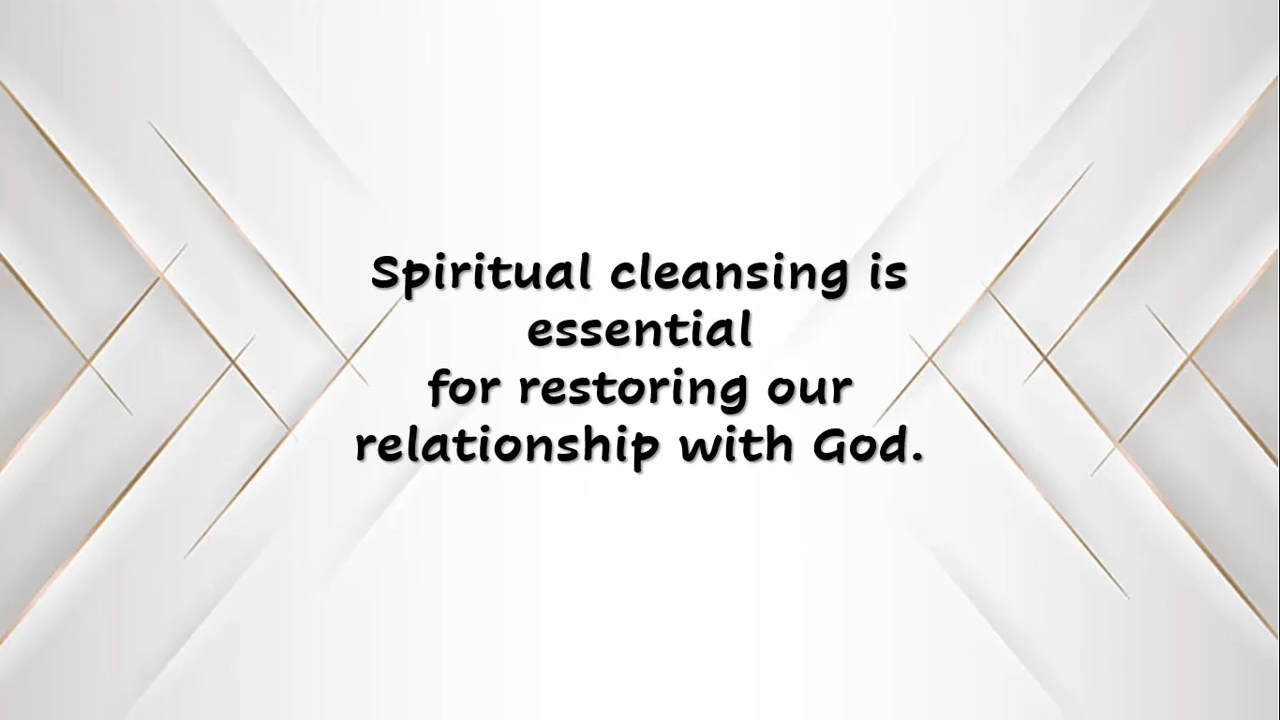 Spiritual cleansing is
essential
for restoring our
relationship with God.